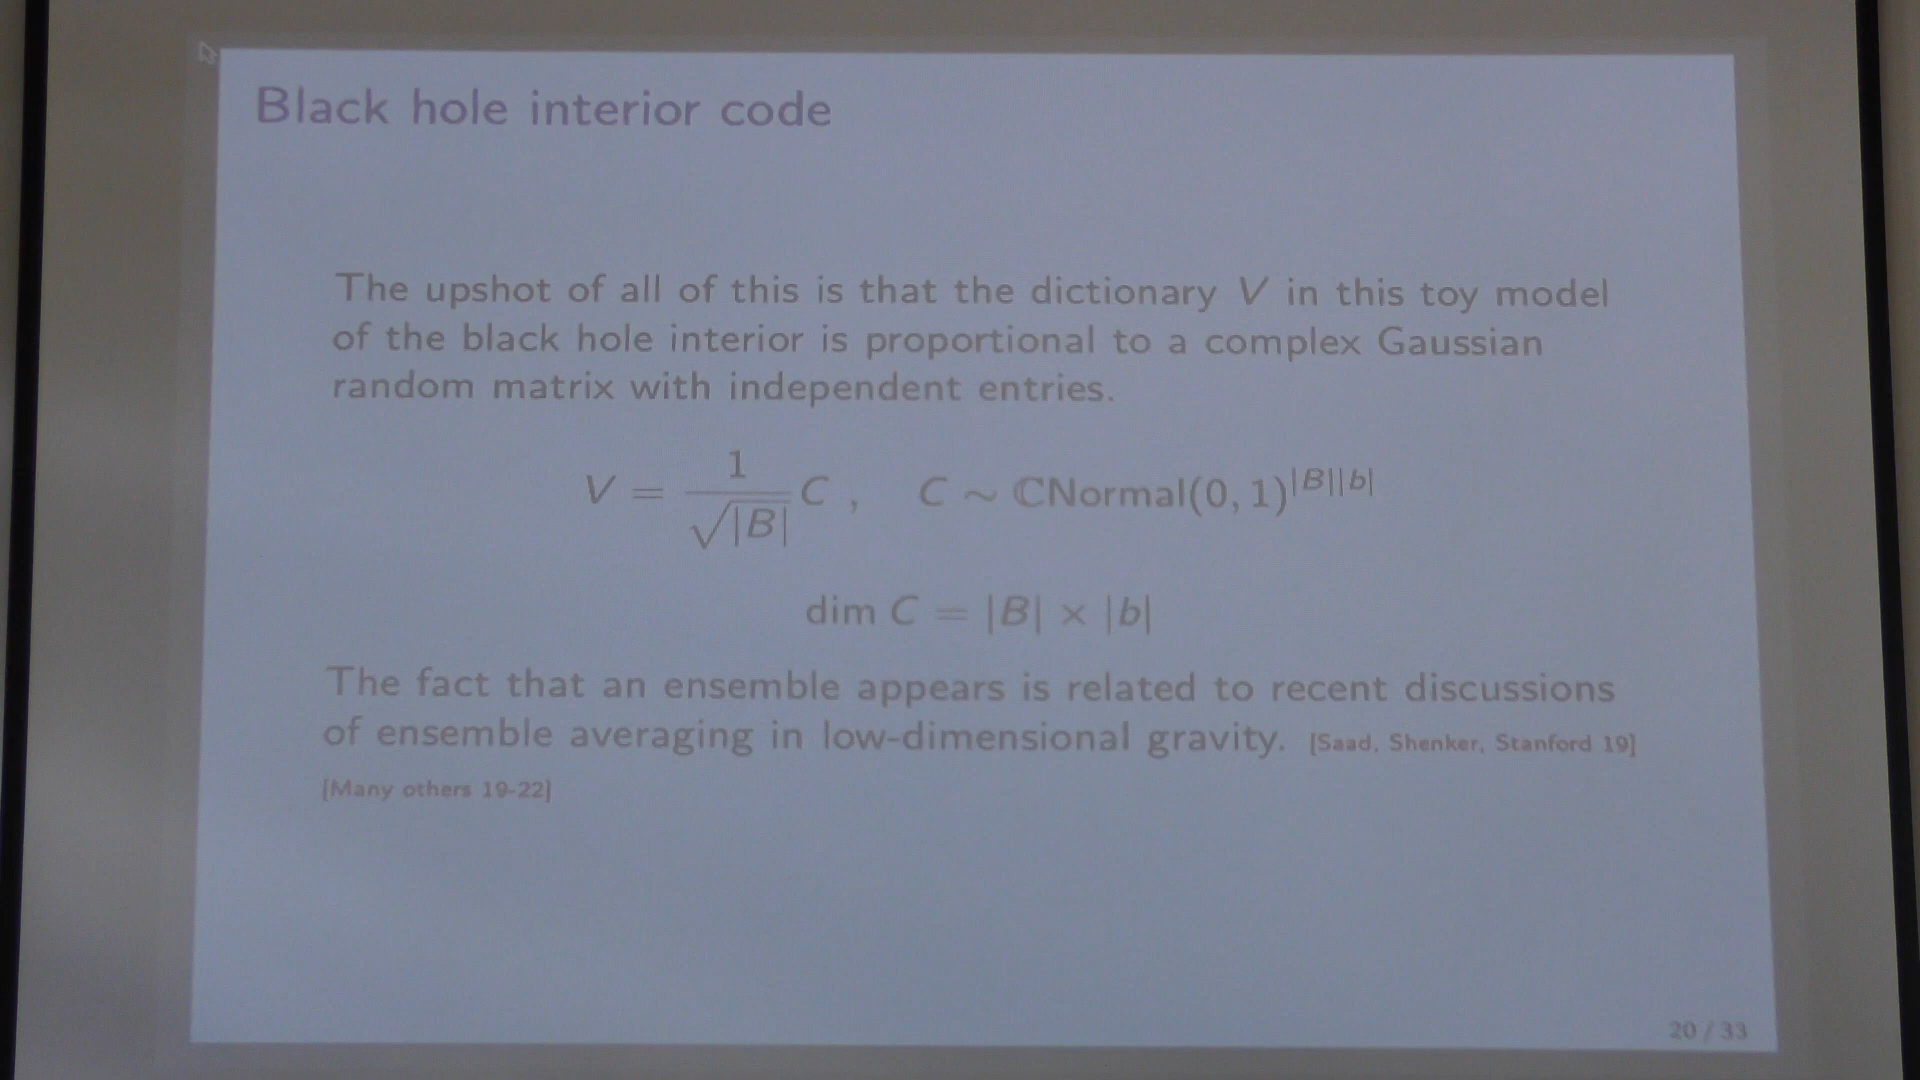 Black hole interior code
The upshot of all of this is that the dictionary V in this toy model
of the black hole interior is proportional to a complex Gaussian
random matrix with independent entries.
V = 1/√|B| C , C ∼ ℂNormal(0, 1)^|B||b|
dim C = |B| × |b|
The fact that an ensemble appears is related to recent discussions
of ensemble averaging in low-dimensional gravity. [Saad, Shenker, Stanford 19]
[Many others 19-22]
20 / 33